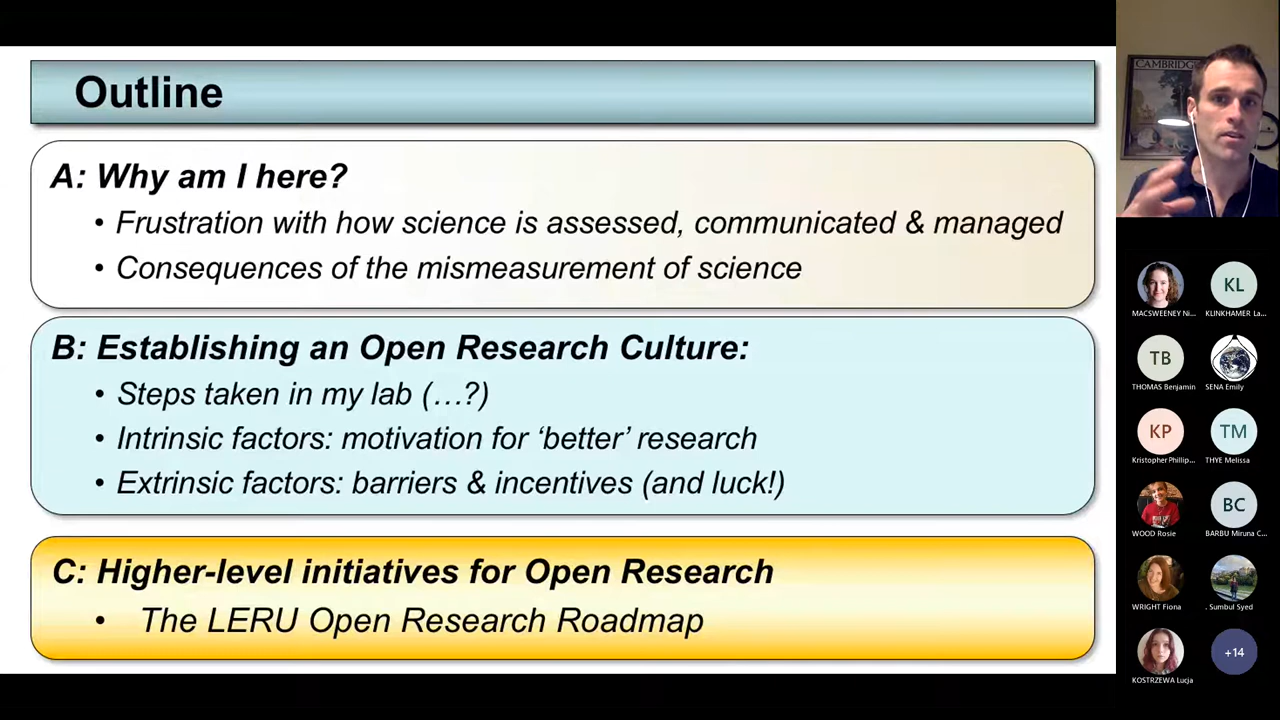 Outline
A: Why am I here?
• Frustration with how science is assessed, communicated & managed
• Consequences of the mismeasurement of science
B: Establishing an Open Research Culture:
• Steps taken in my lab (…?)
• Intrinsic factors: motivation for ‘better’ research
• Extrinsic factors: barriers & incentives (and luck!)
C: Higher-level initiatives for Open Research
• The LERU Open Research Roadmap
CAMBRIDGE
MACSWEENEY Ni...
KL
KLINKHAMER La...
TB
THOMAS Benjamin
SENA Emily
KP
Kristopher Phillip...
TM
THYE Melissa
WOOD Rosie
BC
BARBU Miruna C...
WRIGHT Fiona
. Sumbul Syed
KOSTRZEWA Lucja
+14